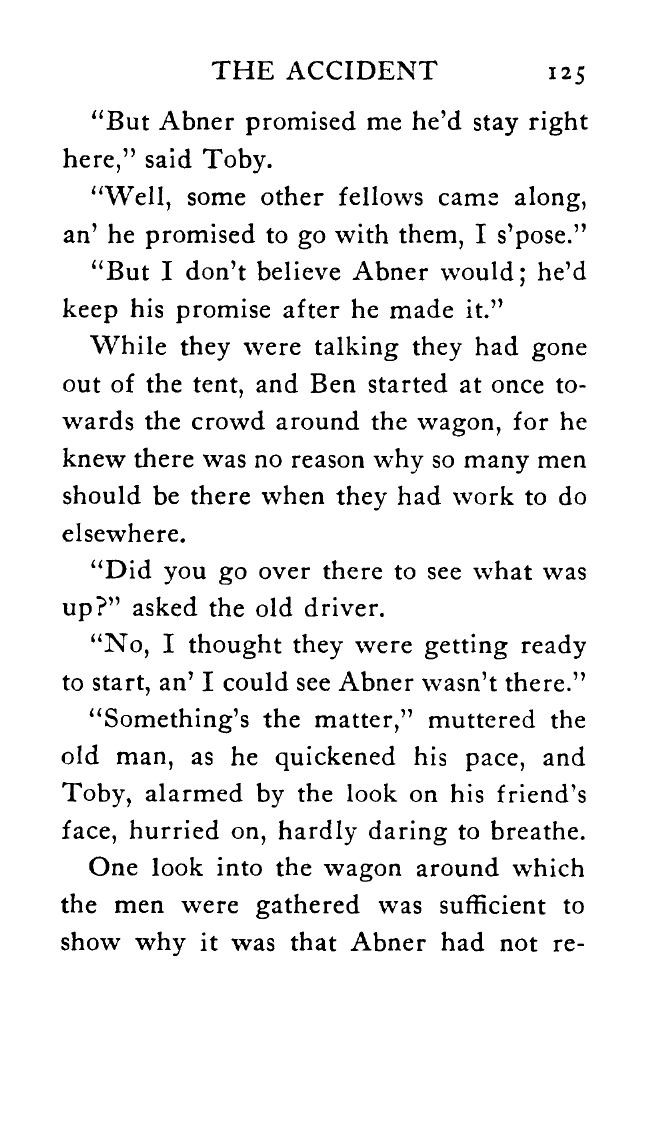 THE ACCIDENT 125
“But Abner promised me he’d stay right
here,” said Toby.
“Well, some other fellows came along,
an’ he promised to go with them, I s’pose.”
“But I don’t believe Abner would; he’d
keep his promise after he made it.”
While they were talking they had gone
out of the tent, and Ben started at once to-
wards the crowd around the wagon, for he
knew there was no reason why so many men
should be there when they had work to do
elsewhere.
“Did you go over there to see what was
up?” asked the old driver.
“No, I thought they were getting ready
to start, an’ I could see Abner wasn’t there.”
“Something’s the matter,” muttered the
old man, as he quickened his pace, and
Toby, alarmed by the look on his friend’s
face, hurried on, hardly daring to breathe.
One look into the wagon around which
the men were gathered was sufficient to
show why it was that Abner had not re-